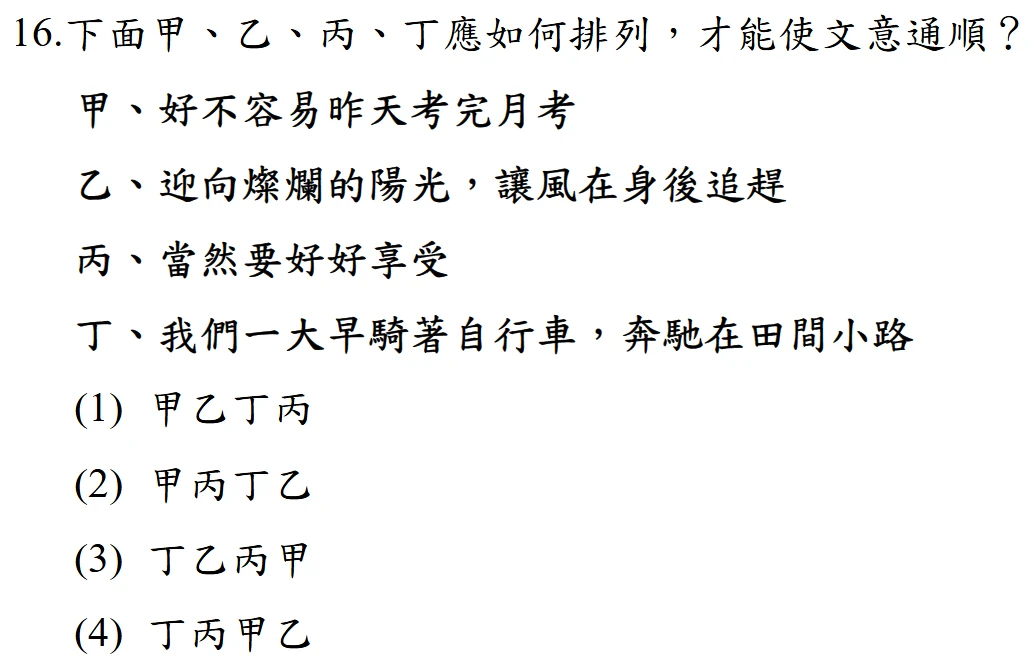 16.下面甲、乙、丙、丁應如何排列，才能使文意通順？
甲、好不容易昨天考完月考
乙、迎向燦爛的陽光，讓風在身後追趕
丙、當然要好好享受
丁、我們一大早騎著自行車，奔馳在田間小路
(1) 甲乙丁丙
(2) 甲丙丁乙
(3) 丁乙丙甲
(4) 丁丙甲乙